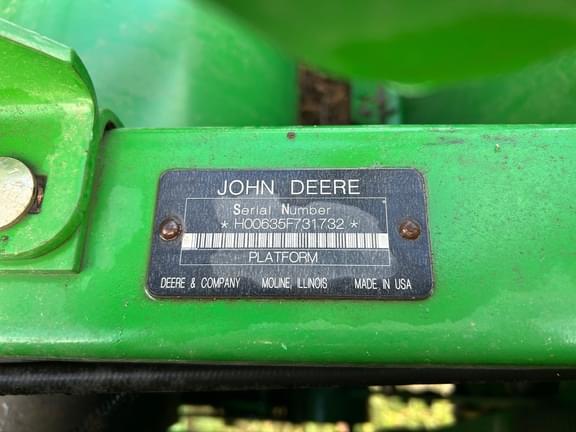 JOHN DEERE
Serial Number
* H00635F731732 *
PLATFORM
DEERE & COMPANY MOLINE, ILLINOIS MADE IN USA